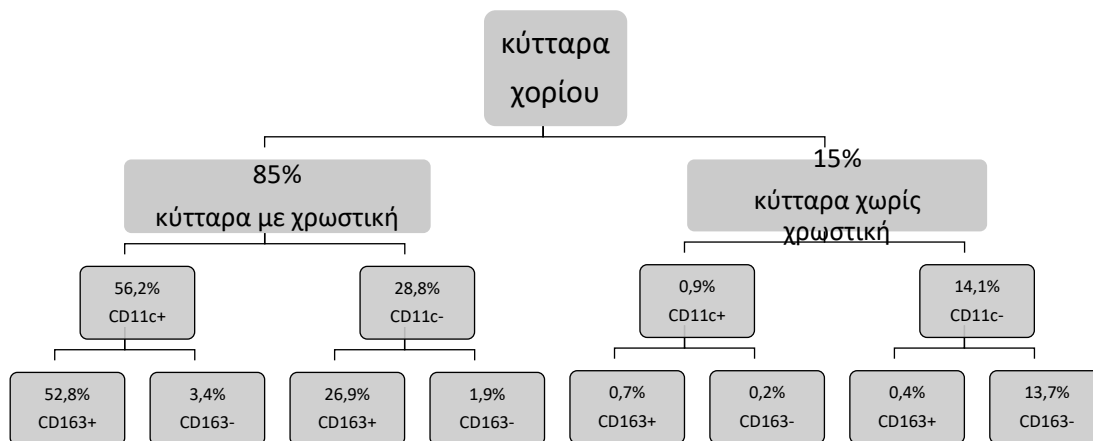 κύτταρα
χορίου
85%
κύτταρα με χρωστική
15%
κύτταρα χωρίς
χρωστική
56,2%
CD11c+
28,8%
CD11c-
0,9%
CD11c+
14,1%
CD11c-
52,8%
CD163+
3,4%
CD163-
26,9%
CD163+
1,9%
CD163-
0,7%
CD163+
0,2%
CD163-
0,4%
CD163+
13,7%
CD163-